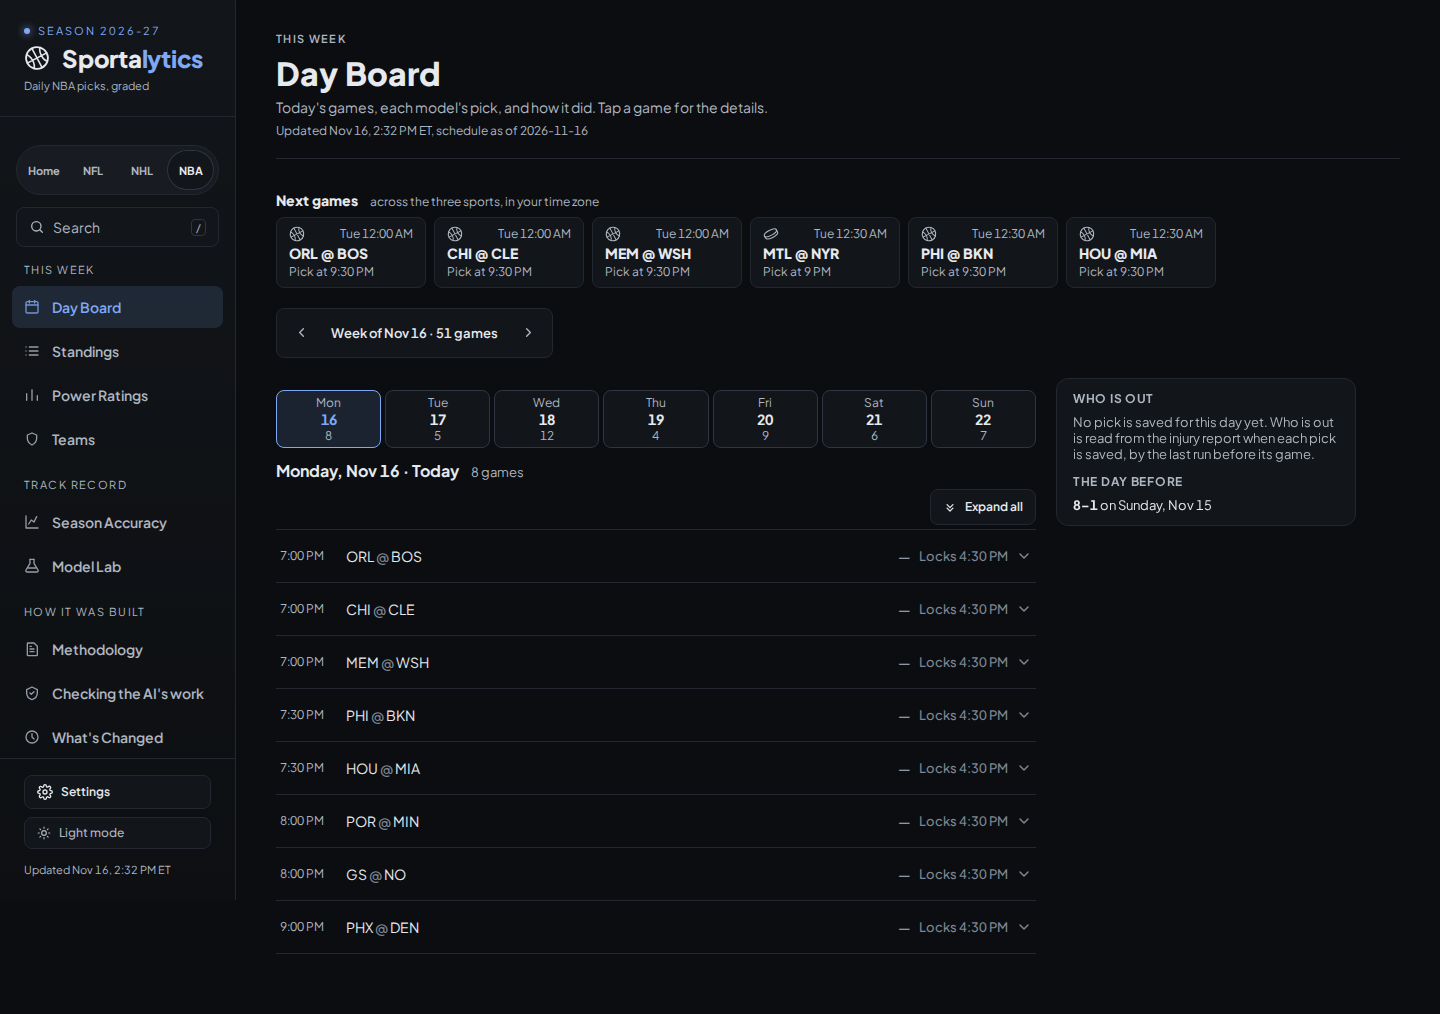 SEASON 2026-27
Sportalytics
Daily NBA picks, graded
Home NFL NHL NBA
Search /
THIS WEEK
Day Board
Standings
Power Ratings
Teams
TRACK RECORD
Season Accuracy
Model Lab
HOW IT WAS BUILT
Methodology
Checking the AI's work
What's Changed
Settings
Light mode
Updated Nov 16, 2:32 PM ET
THIS WEEK
Day Board
Today's games, each model's pick, and how it did. Tap a game for the details.
Updated Nov 16, 2:32 PM ET, schedule as of 2026-11-16
Next games across the three sports, in your time zone
Tue 12:00 AM
ORL @ BOS
Pick at 9:30 PM
Tue 12:00 AM
CHI @ CLE
Pick at 9:30 PM
Tue 12:00 AM
MEM @ WSH
Pick at 9:30 PM
Tue 12:30 AM
MTL @ NYR
Pick at 9 PM
Tue 12:30 AM
PHI @ BKN
Pick at 9:30 PM
Tue 12:30 AM
HOU @ MIA
Pick at 9:30 PM
Week of Nov 16 · 51 games
Mon
16
8
Tue
17
5
Wed
18
12
Thu
19
4
Fri
20
9
Sat
21
6
Sun
22
7
Monday, Nov 16 · Today 8 games
Expand all
7:00 PM ORL @ BOS — Locks 4:30 PM
7:00 PM CHI @ CLE — Locks 4:30 PM
7:00 PM MEM @ WSH — Locks 4:30 PM
7:30 PM PHI @ BKN — Locks 4:30 PM
7:30 PM HOU @ MIA — Locks 4:30 PM
8:00 PM POR @ MIN — Locks 4:30 PM
8:00 PM GS @ NO — Locks 4:30 PM
9:00 PM PHX @ DEN — Locks 4:30 PM
WHO IS OUT
No pick is saved for this day yet. Who is out
is read from the injury report when each pick
is saved, by the last run before its game.
THE DAY BEFORE
8–1 on Sunday, Nov 15